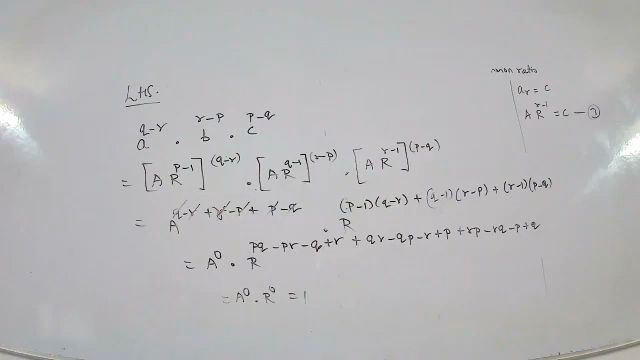 LHS.
a^{q-r} . b^{r-p} . c^{p-q}
= [A R^{p-1}]^{(q-r)} . [A R^{q-1}]^{(r-p)} . [A R^{r-1}]^{(p-q)}
= A^{q-r+r-p+p-q} . R^{(p-1)(q-r)+(q-1)(r-p)+(r-1)(p-q)}
= A^0 . R^{pq-pr-q+r+qr-qp-r+p+rp-rq-p+q}
= A^0 . R^0 = 1
mon ratio
a_r = c
A R^{r-1} = c —③